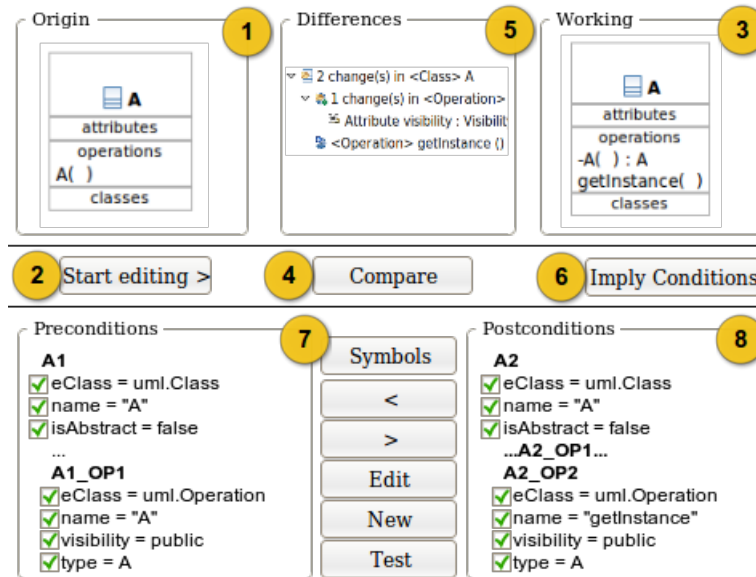 Origin
1
A
attributes
operations
A( )
classes
Differences
5
2 change(s) in <Class> A
1 change(s) in <Operation>
Attribute visibility : Visibilit
<Operation> getInstance ()
Working
3
A
attributes
operations
-A( ) : A
getInstance( )
classes
2
Start editing >
4
Compare
6
Imply Conditions
Preconditions
7
A1
eClass = uml.Class
name = "A"
isAbstract = false
...
A1_OP1
eClass = uml.Operation
name = "A"
visibility = public
type = A
Symbols
<
>
Edit
New
Test
Postconditions
8
A2
eClass = uml.Class
name = "A"
isAbstract = false
...A2_OP1...
A2_OP2
eClass = uml.Operation
name = "getInstance"
visibility = public
type = A